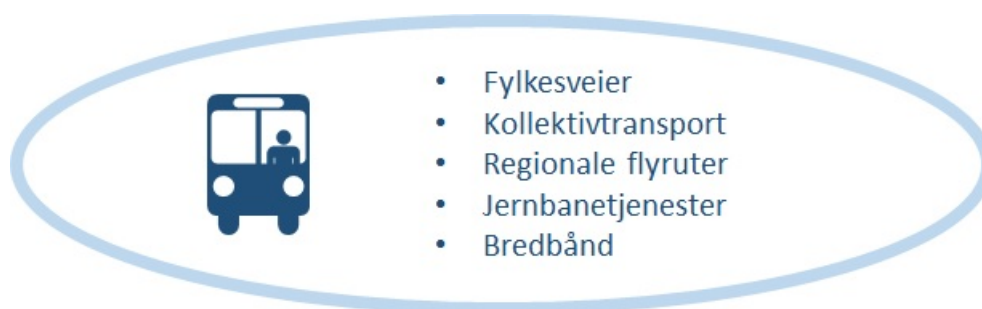 • Fylkesveier
• Kollektivtransport
• Regionale flyruter
• Jernbanetjenester
• Bredbånd